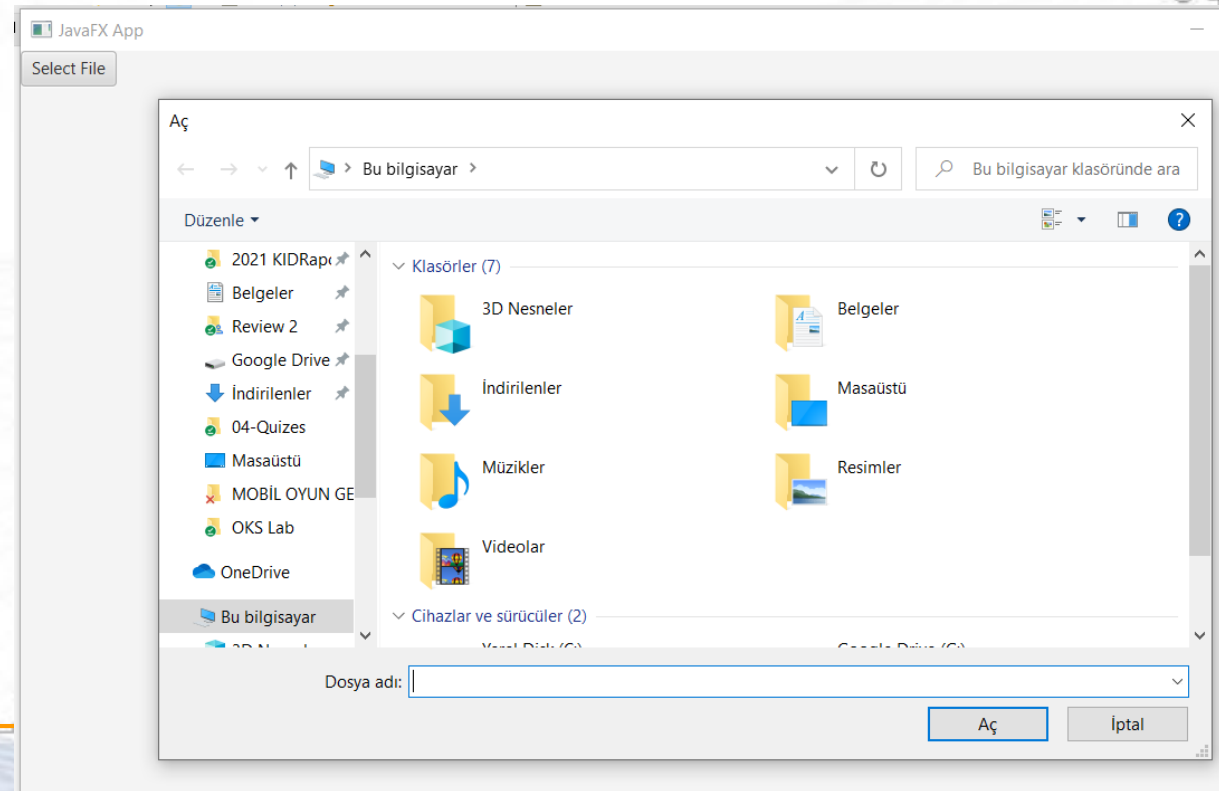 JavaFX App
Select File
Aç
Bu bilgisayar
Bu bilgisayar klasöründe ara
Düzenle
2021 KIDRap
Belgeler
Review 2
Google Drive
İndirilenler
04-Quizes
Masaüstü
MOBİL OYUN GE
OKS Lab
OneDrive
Bu bilgisayar
Klasörler (7)
3D Nesneler
Belgeler
İndirilenler
Masaüstü
Müzikler
Resimler
Videolar
Cihazlar ve sürücüler (2)
Dosya adı:
Aç
İptal